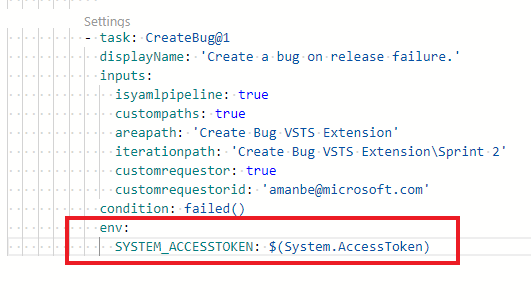 Settings
- task: CreateBug@1
displayName: 'Create a bug on release failure.'
inputs:
isyamlpipeline: true
custompaths: true
areapath: 'Create Bug VSTS Extension'
iterationpath: 'Create Bug VSTS Extension\Sprint 2'
customrequestor: true
customrequestorid: 'amanbe@microsoft.com'
condition: failed()
env:
SYSTEM_ACCESSTOKEN: $(System.AccessToken)